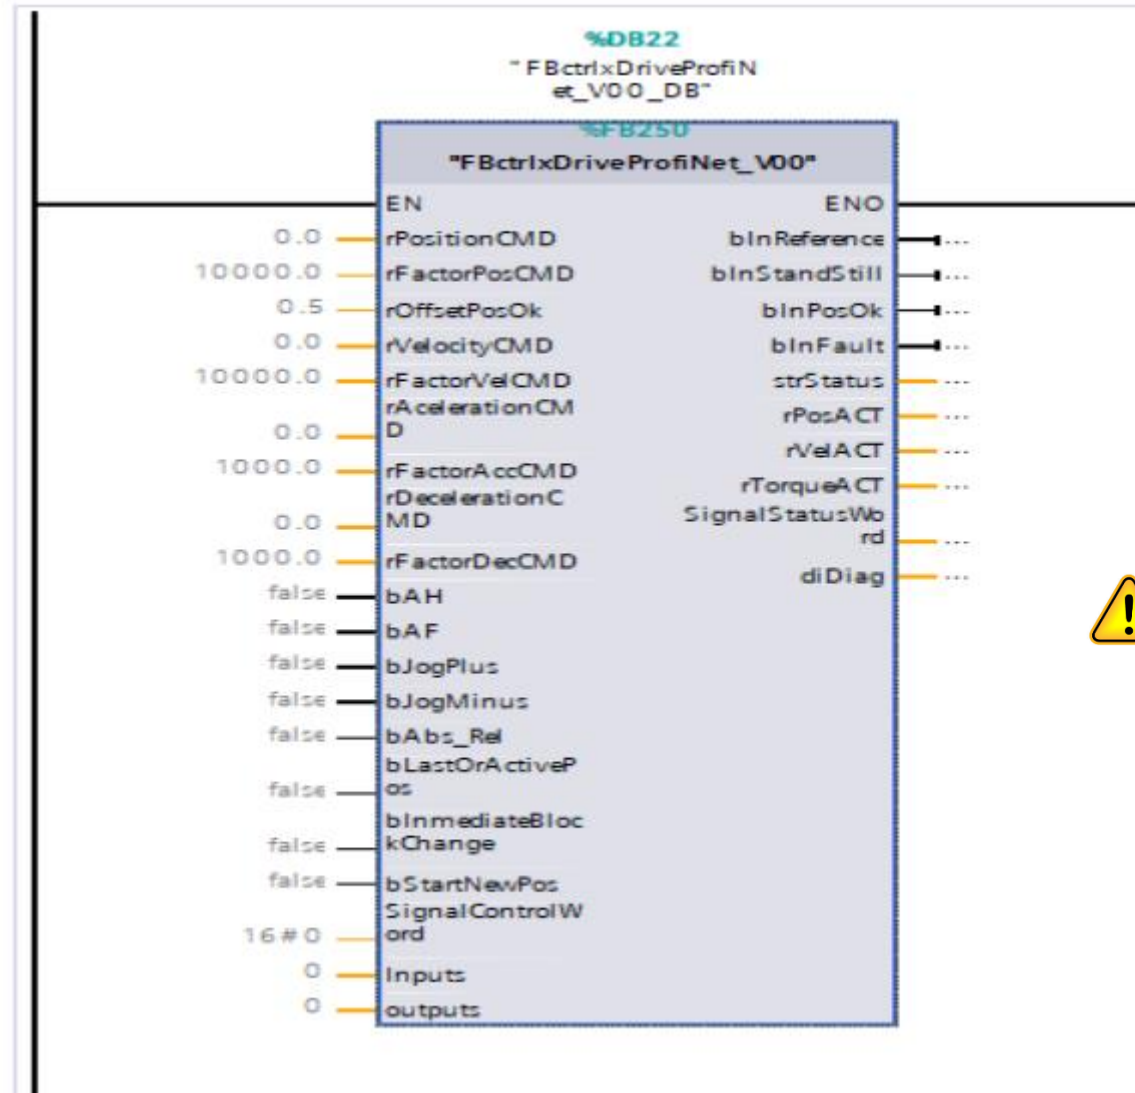 %DB22
"FBctrlxDriveProfiN
et_V00_DB"
%FB250
"FBctrlxDriveProfiNet_V00"
EN ENO
0.0 rPositionCMD bInReference ...
10000.0 rFactorPosCMD bInStandStill ...
0.5 rOffsetPosOk bInPosOk ...
0.0 rVelocityCMD bInFault ...
10000.0 rFactorVelCMD strStatus ...
rAcelerationCM rPosACT ...
0.0 D
rVelACT ...
1000.0 rFactorAccCMD rTorqueACT ...
rDecelerationC SignalStatusWo
0.0 MD rd ...
1000.0 rFactorDecCMD diDiag ...
false bAH
false bAF
false bJogPlus
false bJogMinus
false bAbs_Rel
bLastOrActiveP
false os
bInmediateBloc
false kChange
false bStartNewPos
SignalControlW
16#0 ord
0 Inputs
0 outputs
!